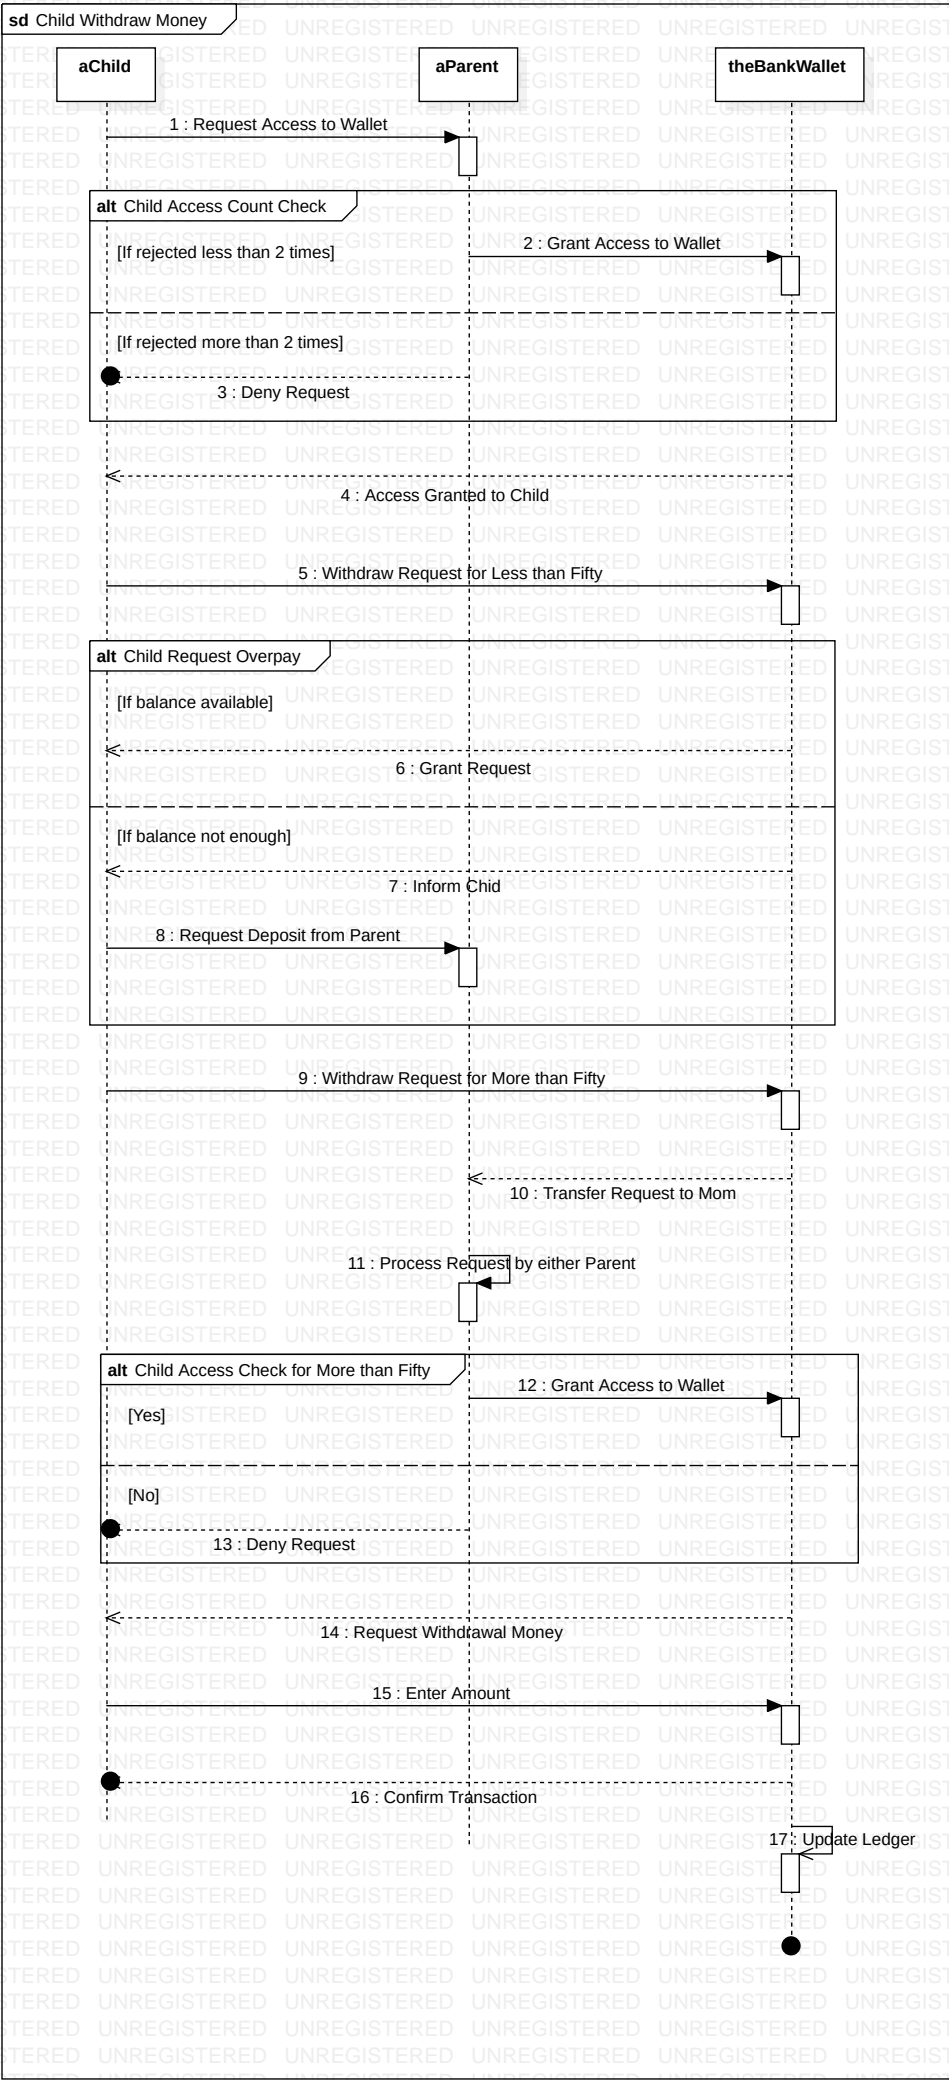 sd Child Withdraw Money
aChild
aParent
theBankWallet
1 : Request Access to Wallet
alt Child Access Count Check
[If rejected less than 2 times]
2 : Grant Access to Wallet
[If rejected more than 2 times]
3 : Deny Request
4 : Access Granted to Child
5 : Withdraw Request for Less than Fifty
alt Child Request Overpay
[If balance available]
6 : Grant Request
[If balance not enough]
7 : Inform Chid
8 : Request Deposit from Parent
9 : Withdraw Request for More than Fifty
10 : Transfer Request to Mom
11 : Process Request by either Parent
alt Child Access Check for More than Fifty
12 : Grant Access to Wallet
[Yes]
[No]
13 : Deny Request
14 : Request Withdrawal Money
15 : Enter Amount
16 : Confirm Transaction
17 : Update Ledger
UNREGISTERED